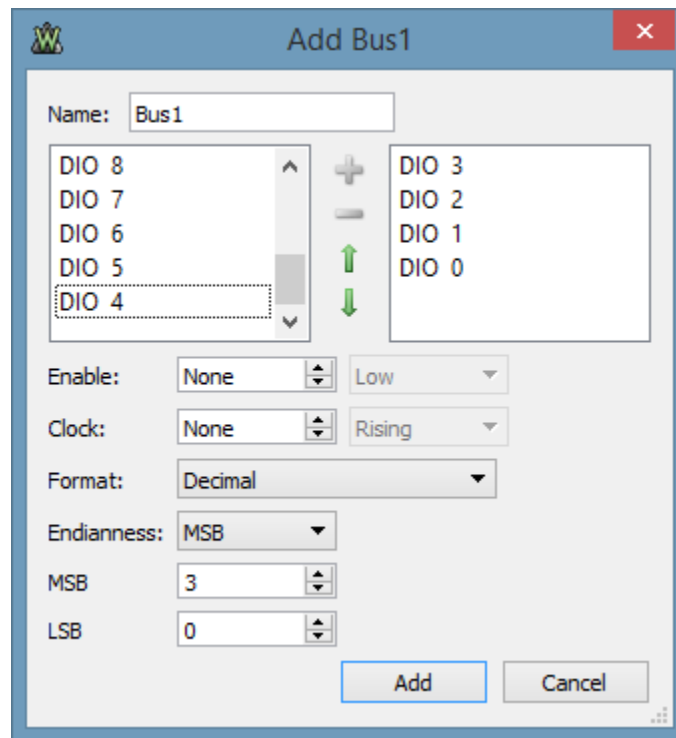 Add Bus1
Name: Bus1
DIO 8
DIO 7
DIO 6
DIO 5
DIO 4
DIO 3
DIO 2
DIO 1
DIO 0
Enable: None Low
Clock: None Rising
Format: Decimal
Endianness: MSB
MSB 3
LSB 0
Add Cancel